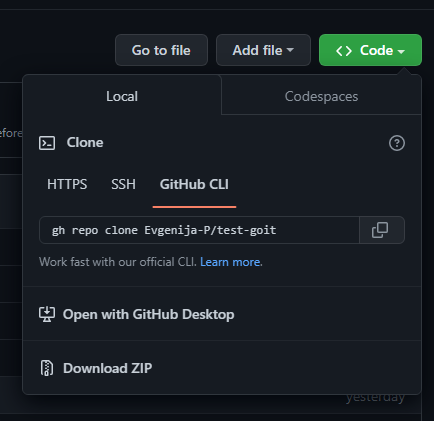 Go to file
Add file
Code
Local
Codespaces
efore
Clone
HTTPS
SSH
GitHub CLI
gh repo clone Evgenija-P/test-goit
Work fast with our official CLI. Learn more.
Open with GitHub Desktop
Download ZIP
yesterday